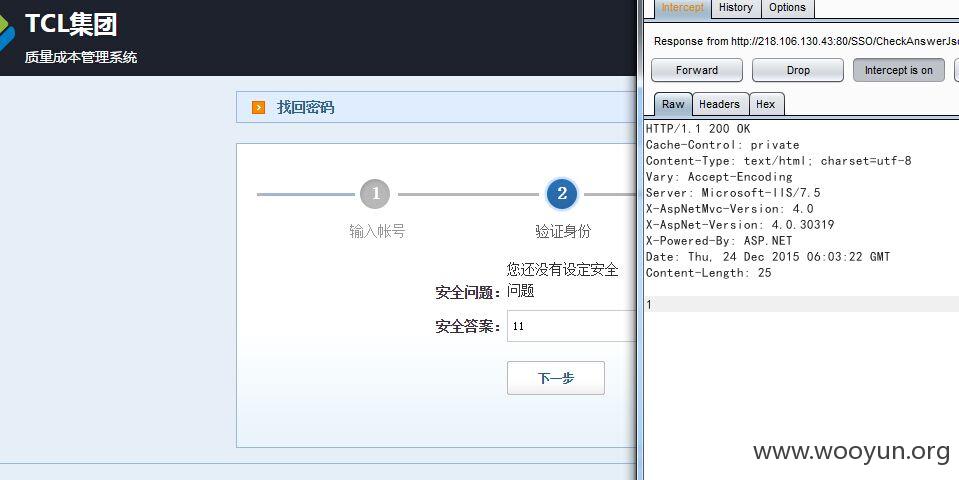 TCL集团
质量成本管理系统
找回密码
1
2
输入帐号
验证身份
您还没有设定安全
安全问题：问题
安全答案：11
下一步
Intercept History Options
Response from http://218.106.130.43:80/SSO/CheckAnswerJs
Forward Drop Intercept is on
Raw Headers Hex
HTTP/1.1 200 OK
Cache-Control: private
Content-Type: text/html; charset=utf-8
Vary: Accept-Encoding
Server: Microsoft-IIS/7.5
X-AspNetMvc-Version: 4.0
X-AspNet-Version: 4.0.30319
X-Powered-By: ASP.NET
Date: Thu, 24 Dec 2015 06:03:22 GMT
Content-Length: 25
1
www.wooyun.org